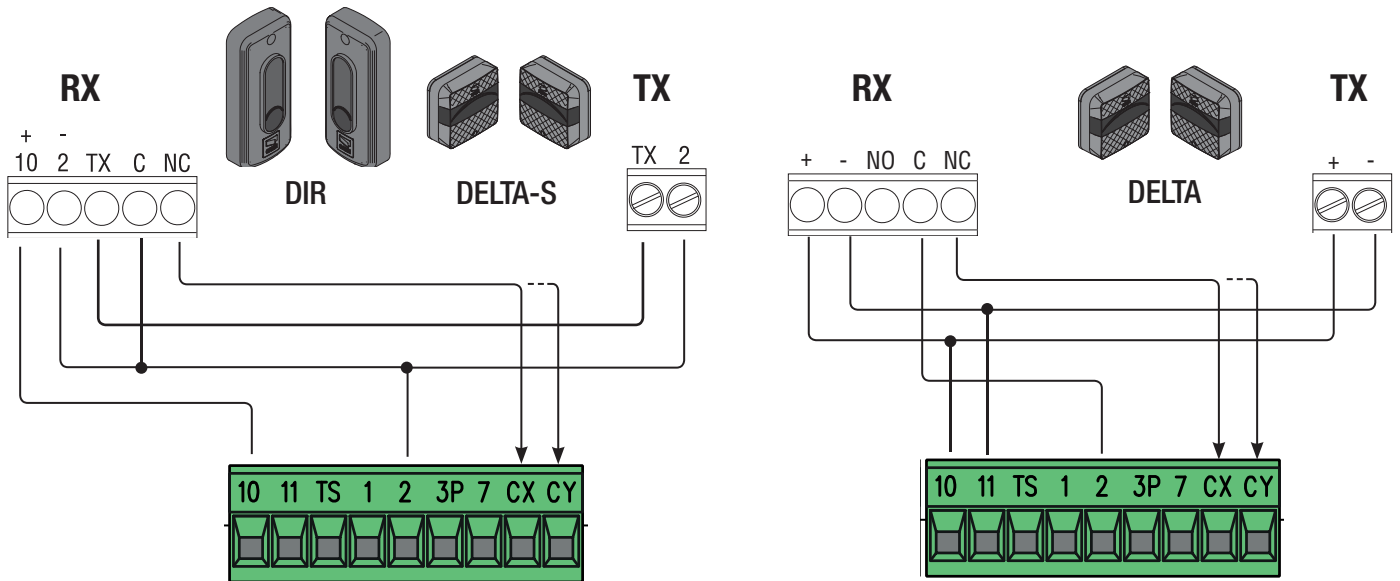 RX
TX
+ -
10 2 TX C NC
TX 2
DIR
DELTA-S
10 11 TS 1 2 3P 7 CX CY
RX
TX
+ - NO C NC
+ -
DELTA
10 11 TS 1 2 3P 7 CX CY